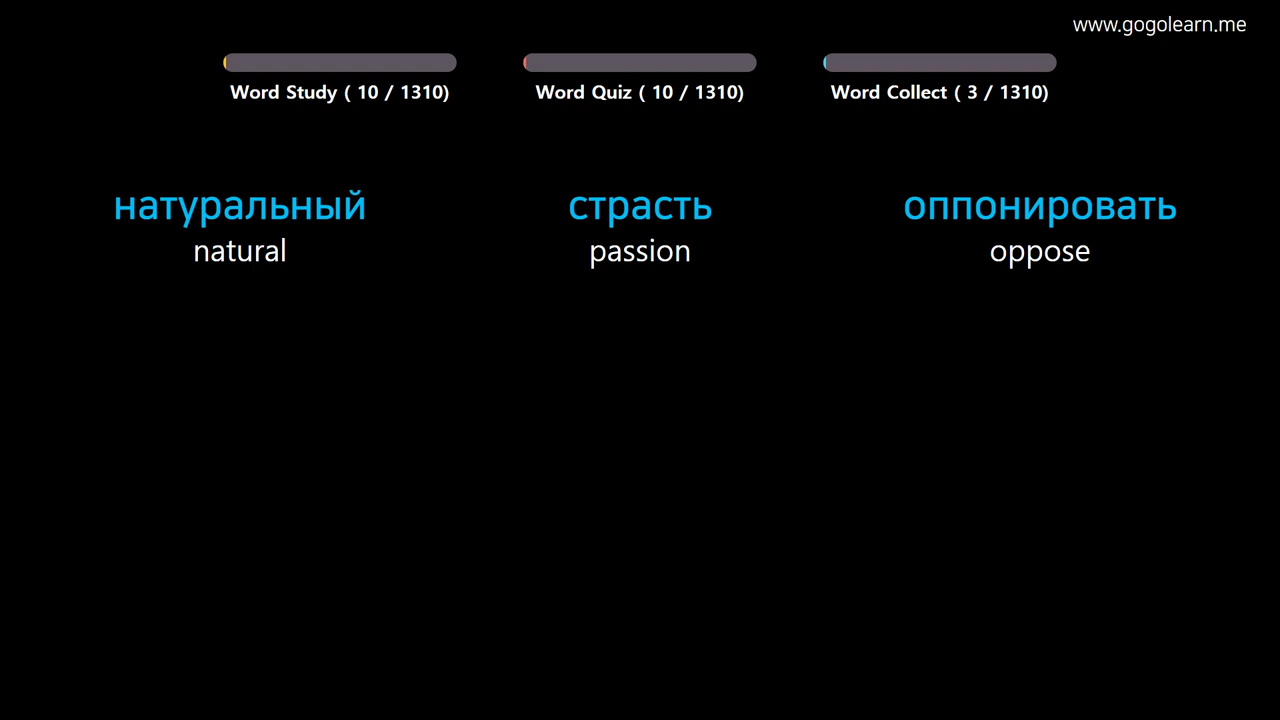 www.gogolearn.me
Word Study ( 10 / 1310)
Word Quiz ( 10 / 1310)
Word Collect ( 3 / 1310)
натуральный
natural
страсть
passion
оппонировать
oppose